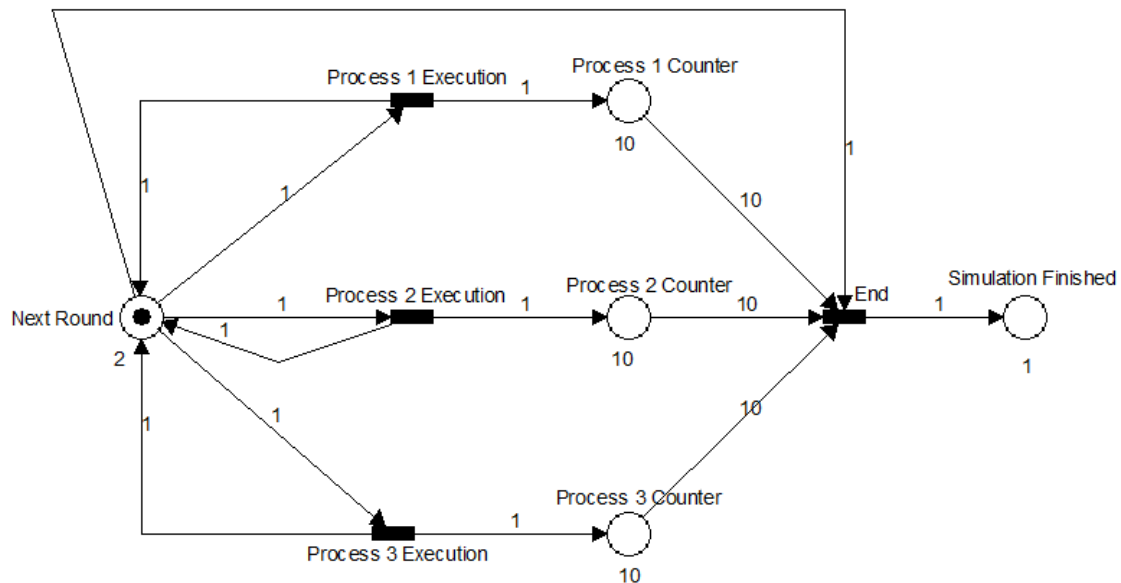 Process 1 Execution
1
Process 1 Counter
10
1
1
1
10
Next Round
2
1
1
Process 2 Execution
1
Process 2 Counter
10
10
End
1
Simulation Finished
1
1
1
10
Process 3 Execution
1
Process 3 Counter
10